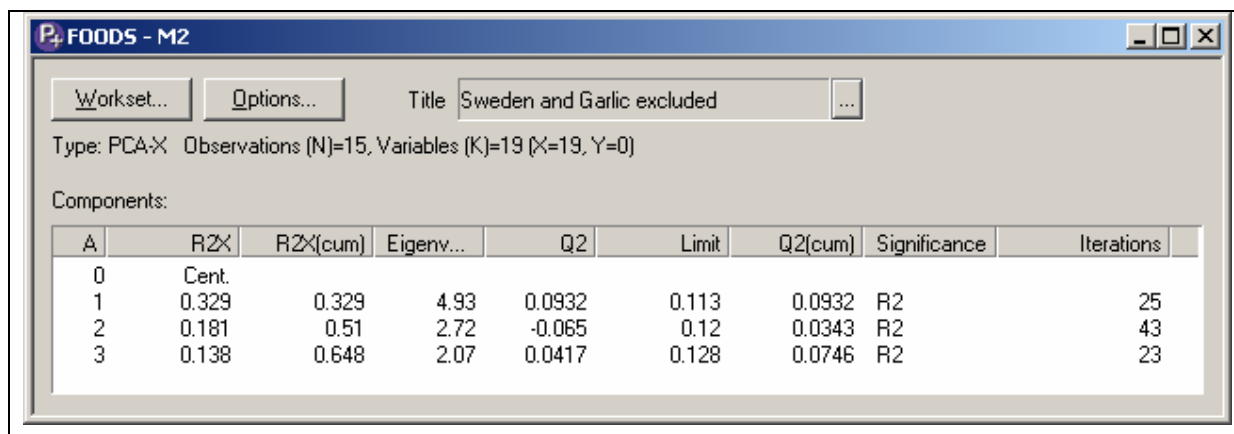 P+ FOODS - M2
Workset... Options... Title Sweden and Garlic excluded ...
Type: PCA-X Observations (N)=15, Variables (K)=19 (X=19, Y=0)
Components:
A R2X R2X(cum) Eigenv... Q2 Limit Q2(cum) Significance Iterations
0 Cent.
1 0.329 0.329 4.93 0.0932 0.113 0.0932 R2 25
2 0.181 0.51 2.72 -0.065 0.12 0.0343 R2 43
3 0.138 0.648 2.07 0.0417 0.128 0.0746 R2 23